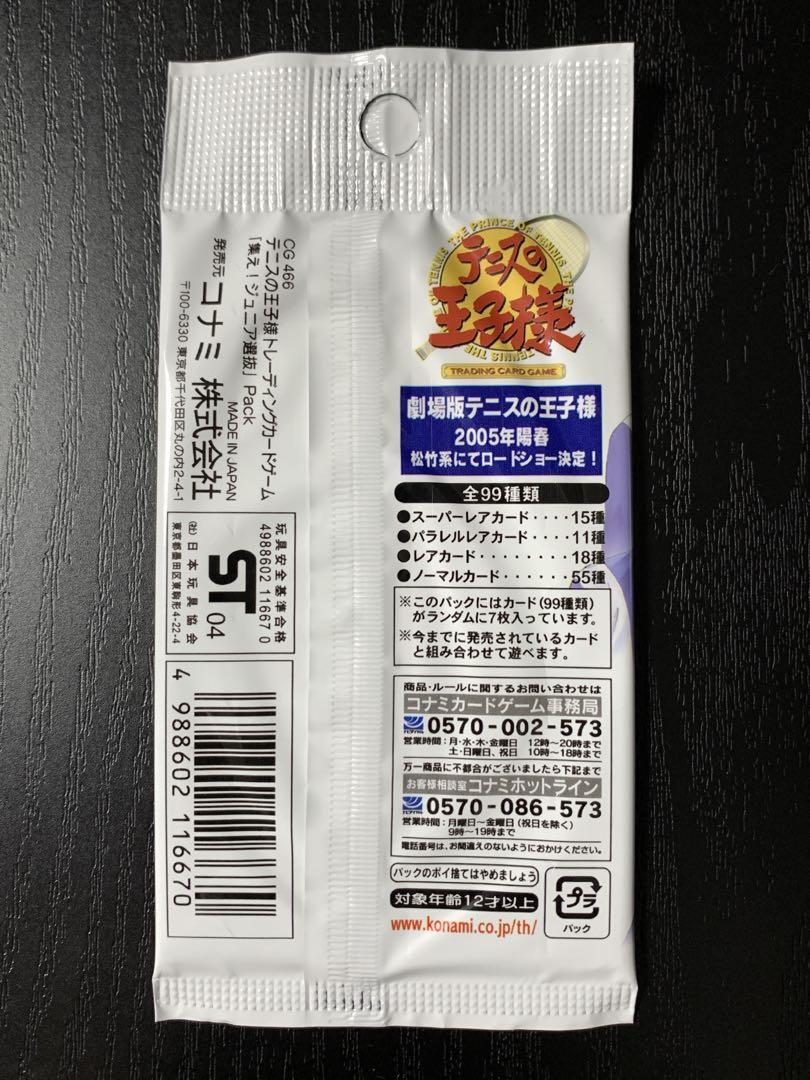 THE PRINCE OF TENNIS
テニスの
王子様
TRADING CARD GAME
劇場版テニスの王子様
2005年陽春
松竹系にてロードショー決定！
全99種類
●スーパーレアカード‥‥15種
●パラレルレアカード‥‥11種
●レアカード‥‥‥‥18種
●ノーマルカード‥‥‥55種
※このパックにはカード(99種類)
がランダムに7枚入っています。
※今までに発売されているカード
と組み合わせて遊べます。
商品・ルールに関するお問い合わせは
コナミカードゲーム事務局
0570-002-573
営業時間：月・水・木・金曜日 12時〜20時まで
土・日曜日、祝日 10時〜18時まで
万一商品に不都合がございましたら下記まで
お客様相談室 コナミホットライン
0570-086-573
営業時間：月曜日〜金曜日(祝日を除く)
9時〜19時まで
電話番号は、お間違えのないようにおかけください。
パックのポイ捨てはやめましょう
対象年齢12才以上
www.konami.co.jp/th/
プラ
パック
CG 466
テニスの王子様トレーディングカードゲーム
「集え！ジュニア選抜」Pack
MADE IN JAPAN
発売元 コナミ 株式会社
〒100-6330 東京都千代田区丸の内2-4-1
玩具安全基準合格
4988602 11667 0
ST 04
(社)日本玩具協会
東京都墨田区東駒形4-22-4
4 988602 116670